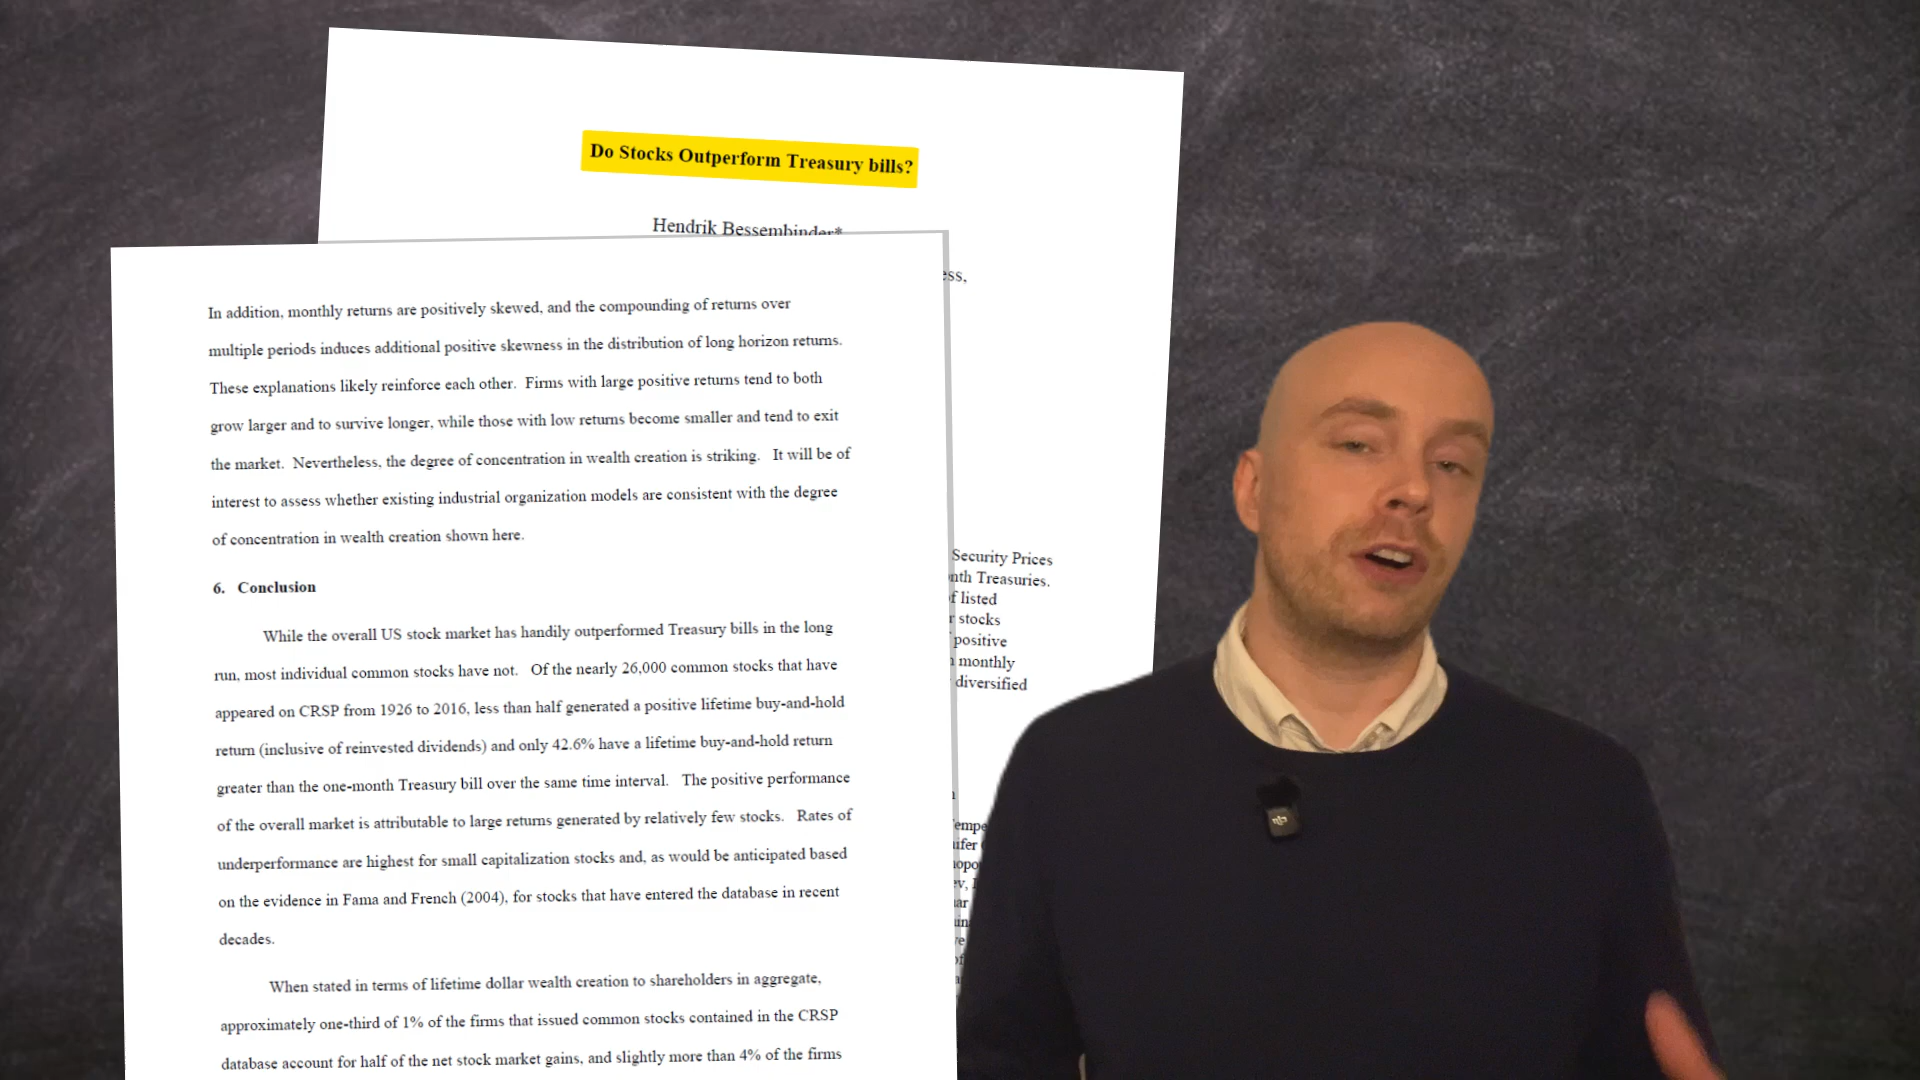 Do Stocks Outperform Treasury bills?
Hendrik Bessembinder*
In addition, monthly returns are positively skewed, and the compounding of returns over
multiple periods induces additional positive skewness in the distribution of long horizon returns.
These explanations likely reinforce each other. Firms with large positive returns tend to both
grow larger and to survive longer, while those with low returns become smaller and tend to exit
the market. Nevertheless, the degree of concentration in wealth creation is striking. It will be of
interest to assess whether existing industrial organization models are consistent with the degree
of concentration in wealth creation shown here.
6. Conclusion
While the overall US stock market has handily outperformed Treasury bills in the long
run, most individual common stocks have not. Of the nearly 26,000 common stocks that have
appeared on CRSP from 1926 to 2016, less than half generated a positive lifetime buy-and-hold
return (inclusive of reinvested dividends) and only 42.6% have a lifetime buy-and-hold return
greater than the one-month Treasury bill over the same time interval. The positive performance
of the overall market is attributable to large returns generated by relatively few stocks. Rates of
underperformance are highest for small capitalization stocks and, as would be anticipated based
on the evidence in Fama and French (2004), for stocks that have entered the database in recent
decades.
When stated in terms of lifetime dollar wealth creation to shareholders in aggregate,
approximately one-third of 1% of the firms that issued common stocks contained in the CRSP
database account for half of the net stock market gains, and slightly more than 4% of the firms
Security Prices
Treasuries.
listed
stocks
positive
monthly
diversified